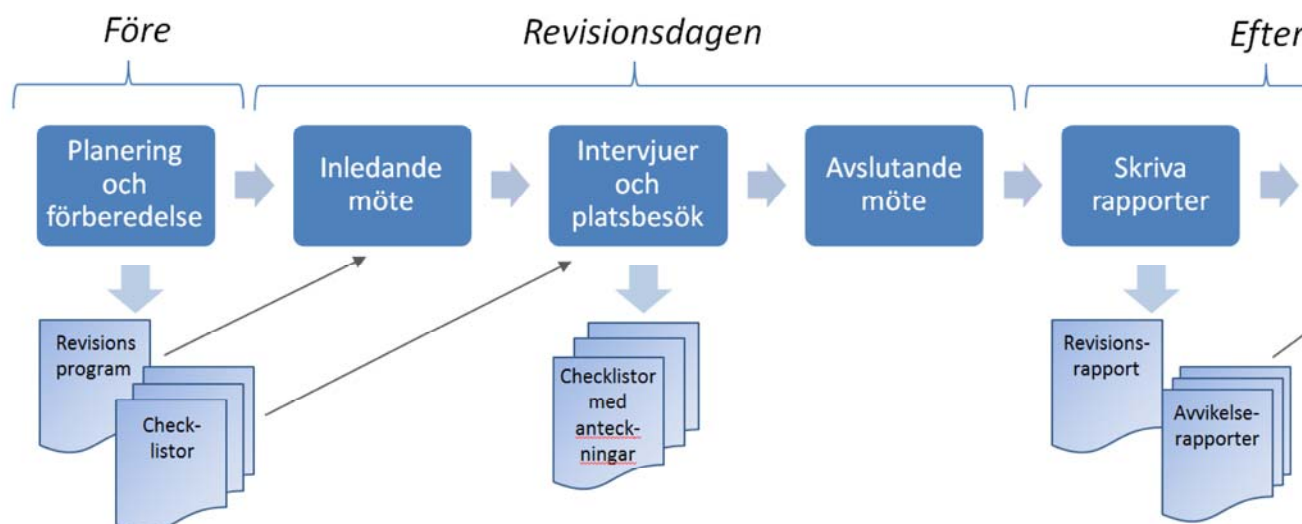 Före
Revisionsdagen
Efter
Planering
och
förberedelse
Inledande
möte
Intervjuer
och
platsbesök
Avslutande
möte
Skriva
rapporter
Revisions
program
Check-
listor
Checklistor
med
anteck-
ningar
Revisions-
rapport
Avvikelse-
rapporter